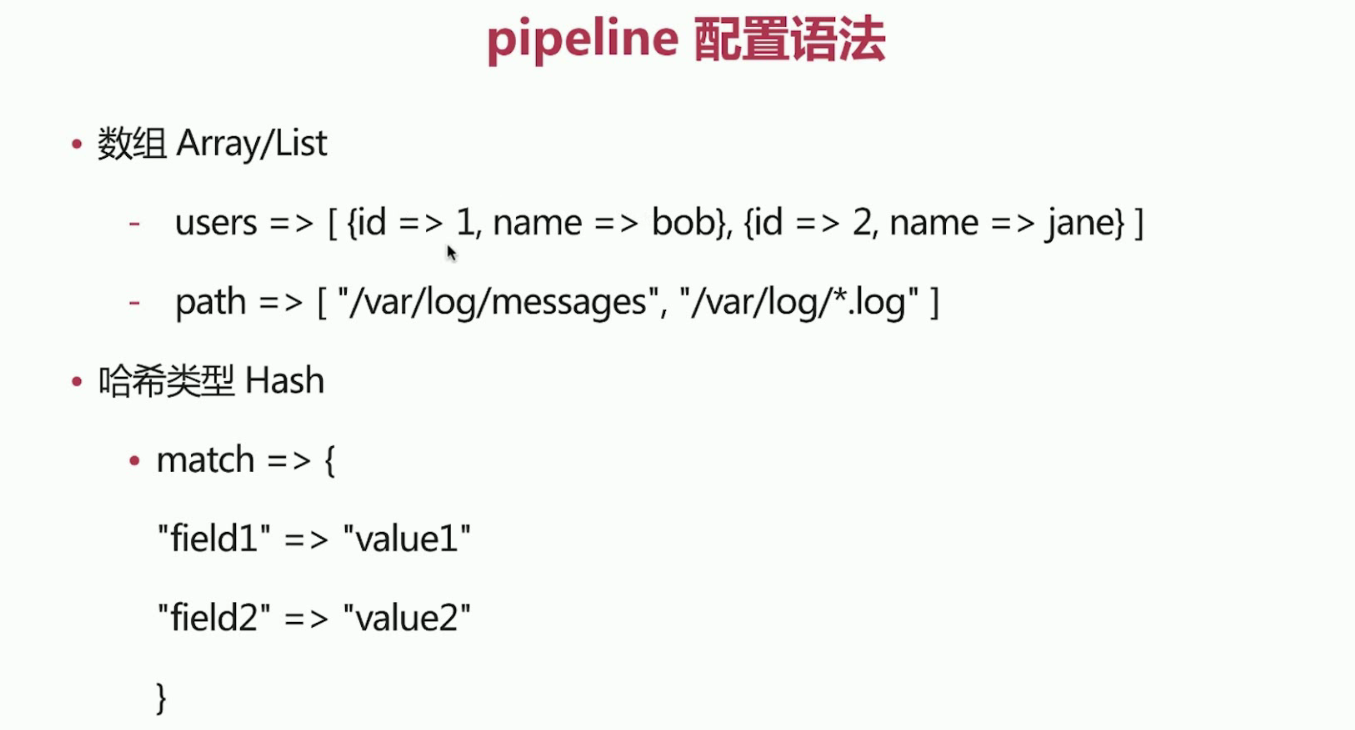 pipeline 配置语法
• 数组 Array/List
- users => [ {id => 1, name => bob}, {id => 2, name => jane} ]
- path => [ "/var/log/messages", "/var/log/*.log" ]
• 哈希类型 Hash
• match => {
"field1" => "value1"
"field2" => "value2"
}